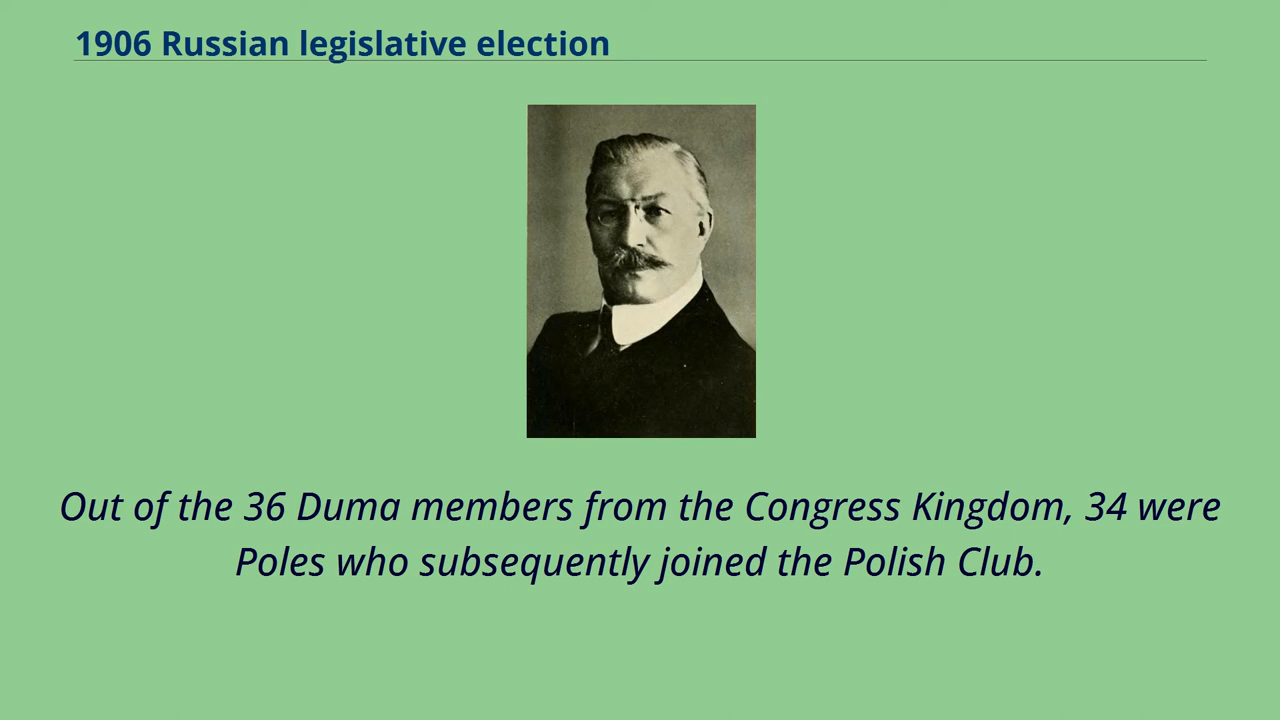 1906 Russian legislative election
Out of the 36 Duma members from the Congress Kingdom, 34 were
Poles who subsequently joined the Polish Club.